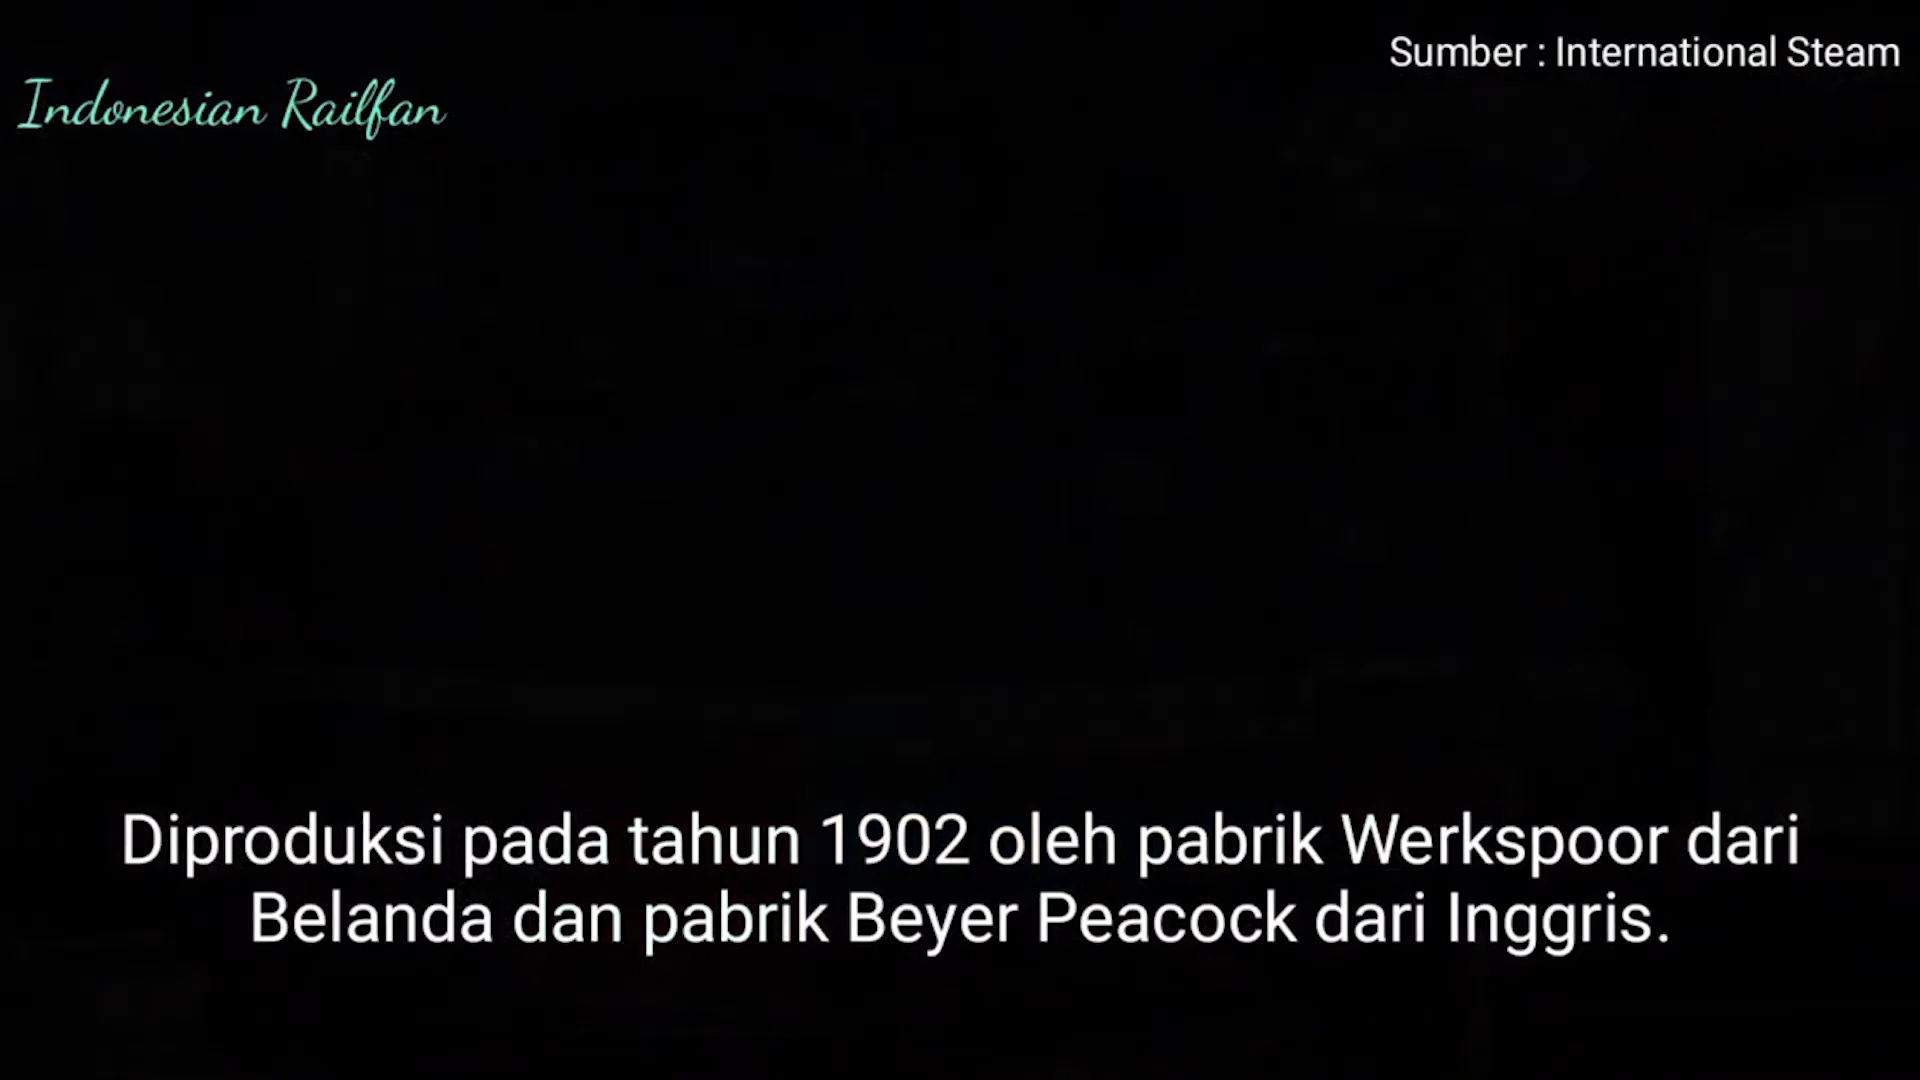 Sumber : International Steam
Indonesian Railfan
Diproduksi pada tahun 1902 oleh pabrik Werkspoor dari
Belanda dan pabrik Beyer Peacock dari Inggris.